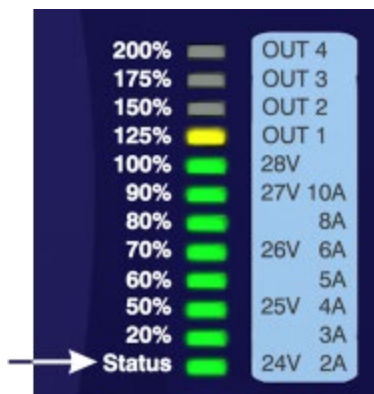 200% OUT 4
175% OUT 3
150% OUT 2
125% OUT 1
100% 28V
90% 27V 10A
80% 8A
70% 26V 6A
60% 5A
50% 25V 4A
20% 3A
Status 24V 2A